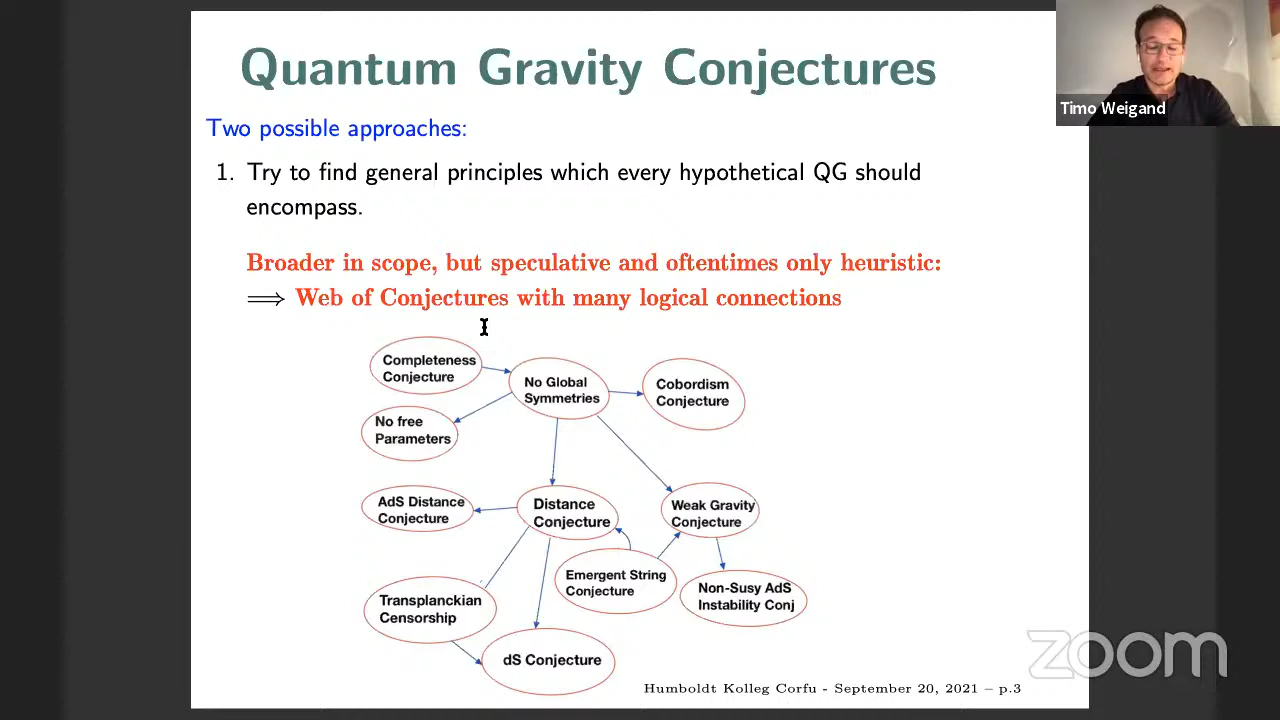 Quantum Gravity Conjectures
Timo Weigand
Two possible approaches:
1. Try to find general principles which every hypothetical QG should
encompass.
Broader in scope, but speculative and oftentimes only heuristic:
⟹ Web of Conjectures with many logical connections
Completeness
Conjecture
No Global
Symmetries
Cobordism
Conjecture
No free
Parameters
AdS Distance
Conjecture
Distance
Conjecture
Weak Gravity
Conjecture
Emergent String
Conjecture
Non-Susy AdS
Instability Conj
Transplanckian
Censorship
dS Conjecture
zoom
Humboldt Kolleg Corfu - September 20, 2021 – p.3